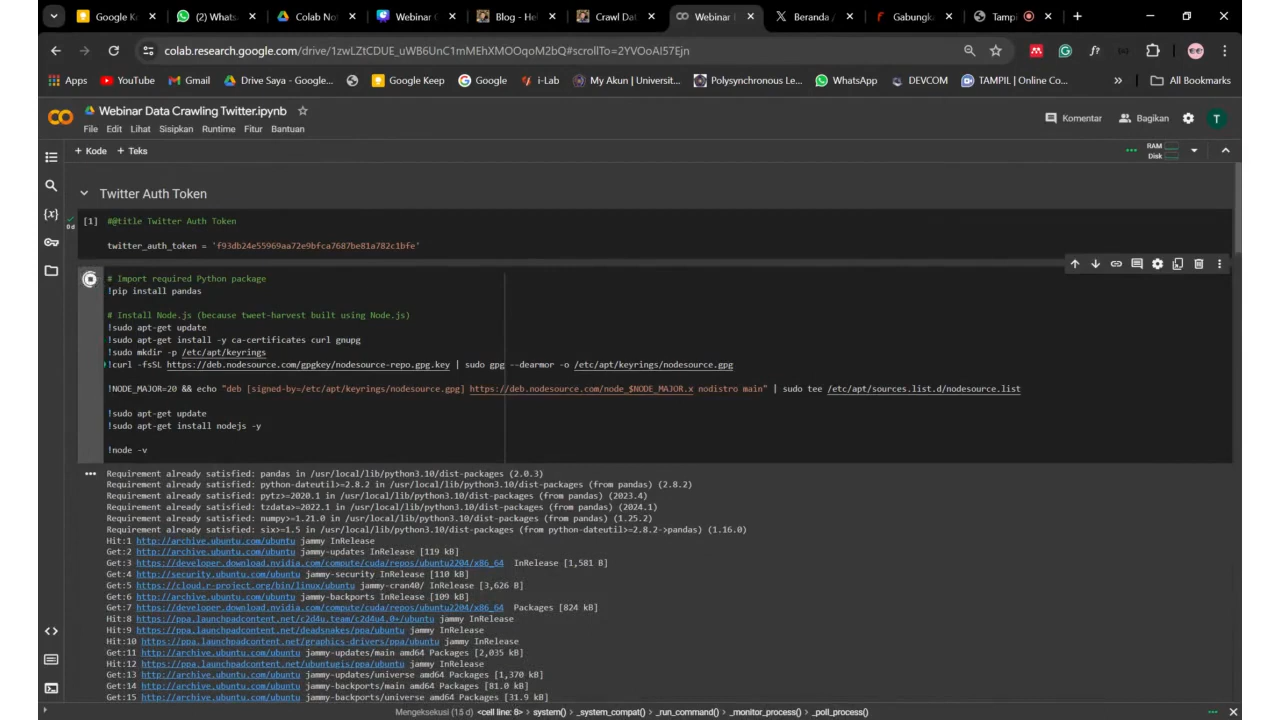 Google K
(2) Whats
Colab No
Webinar
Blog - He
Crawl Dat
Webinar
Beranda /
Gabungka
Tampi
colab.research.google.com/drive/1zwLZtCDUE_uWB6UnC1mMEhXMOOqoM2bQ#scrollTo=2YVOoAI57Ejn
Apps
YouTube
Gmail
Drive Saya - Google...
Google Keep
Google
i-Lab
My Akun | Universit...
Polysynchronous Le...
WhatsApp
DEVCOM
TAMPIL | Online Co...
All Bookmarks
Webinar Data Crawling Twitter.ipynb
File Edit Lihat Sisipkan Runtime Fitur Bantuan
Komentar
Bagikan
T
+ Kode + Teks
RAM
Disk
Twitter Auth Token
[1] #@title Twitter Auth Token
0d
twitter_auth_token = 'f93db24e55969aa72e9bfca7687be81a782c1bfe'
# Import required Python package
!pip install pandas
# Install Node.js (because tweet-harvest built using Node.js)
!sudo apt-get update
!sudo apt-get install -y ca-certificates curl gnupg
!sudo mkdir -p /etc/apt/keyrings
!curl -fsSL https://deb.nodesource.com/gpgkey/nodesource-repo.gpg.key | sudo gpg --dearmor -o /etc/apt/keyrings/nodesource.gpg
!NODE_MAJOR=20 && echo "deb [signed-by=/etc/apt/keyrings/nodesource.gpg] https://deb.nodesource.com/node_$NODE_MAJOR.x nodistro main" | sudo tee /etc/apt/sources.list.d/nodesource.list
!sudo apt-get update
!sudo apt-get install nodejs -y
!node -v
Requirement already satisfied: pandas in /usr/local/lib/python3.10/dist-packages (2.0.3)
Requirement already satisfied: python-dateutil>=2.8.2 in /usr/local/lib/python3.10/dist-packages (from pandas) (2.8.2)
Requirement already satisfied: pytz>=2020.1 in /usr/local/lib/python3.10/dist-packages (from pandas) (2023.4)
Requirement already satisfied: tzdata>=2022.1 in /usr/local/lib/python3.10/dist-packages (from pandas) (2024.1)
Requirement already satisfied: numpy>=1.21.0 in /usr/local/lib/python3.10/dist-packages (from pandas) (1.25.2)
Requirement already satisfied: six>=1.5 in /usr/local/lib/python3.10/dist-packages (from python-dateutil>=2.8.2->pandas) (1.16.0)
Hit:1 http://archive.ubuntu.com/ubuntu jammy InRelease
Get:2 http://archive.ubuntu.com/ubuntu jammy-updates InRelease [119 kB]
Get:3 https://developer.download.nvidia.com/compute/cuda/repos/ubuntu2204/x86_64 InRelease [1,581 B]
Get:4 http://security.ubuntu.com/ubuntu jammy-security InRelease [110 kB]
Get:5 https://cloud.r-project.org/bin/linux/ubuntu jammy-cran40/ InRelease [3,626 B]
Get:6 http://archive.ubuntu.com/ubuntu jammy-backports InRelease [109 kB]
Get:7 https://developer.download.nvidia.com/compute/cuda/repos/ubuntu2204/x86_64 Packages [824 kB]
Hit:8 https://ppa.launchpadcontent.net/c2d4u.team/c2d4u4.0+/ubuntu jammy InRelease
Hit:9 https://ppa.launchpadcontent.net/deadsnakes/ppa/ubuntu jammy InRelease
Hit:10 https://ppa.launchpadcontent.net/graphics-drivers/ppa/ubuntu jammy InRelease
Get:11 http://archive.ubuntu.com/ubuntu jammy-updates/main amd64 Packages [2,035 kB]
Hit:12 https://ppa.launchpadcontent.net/ubuntugis/ppa/ubuntu jammy InRelease
Get:13 http://archive.ubuntu.com/ubuntu jammy-updates/universe amd64 Packages [1,370 kB]
Get:14 http://archive.ubuntu.com/ubuntu jammy-backports/main amd64 Packages [81.0 kB]
Get:15 http://archive.ubuntu.com/ubuntu jammy-backports/universe amd64 Packages [31.9 kB]
Mengeksekusi (15 d) <cell line: 8> > system() > _system_compat() > _run_command() > _monitor_process() > _poll_process()